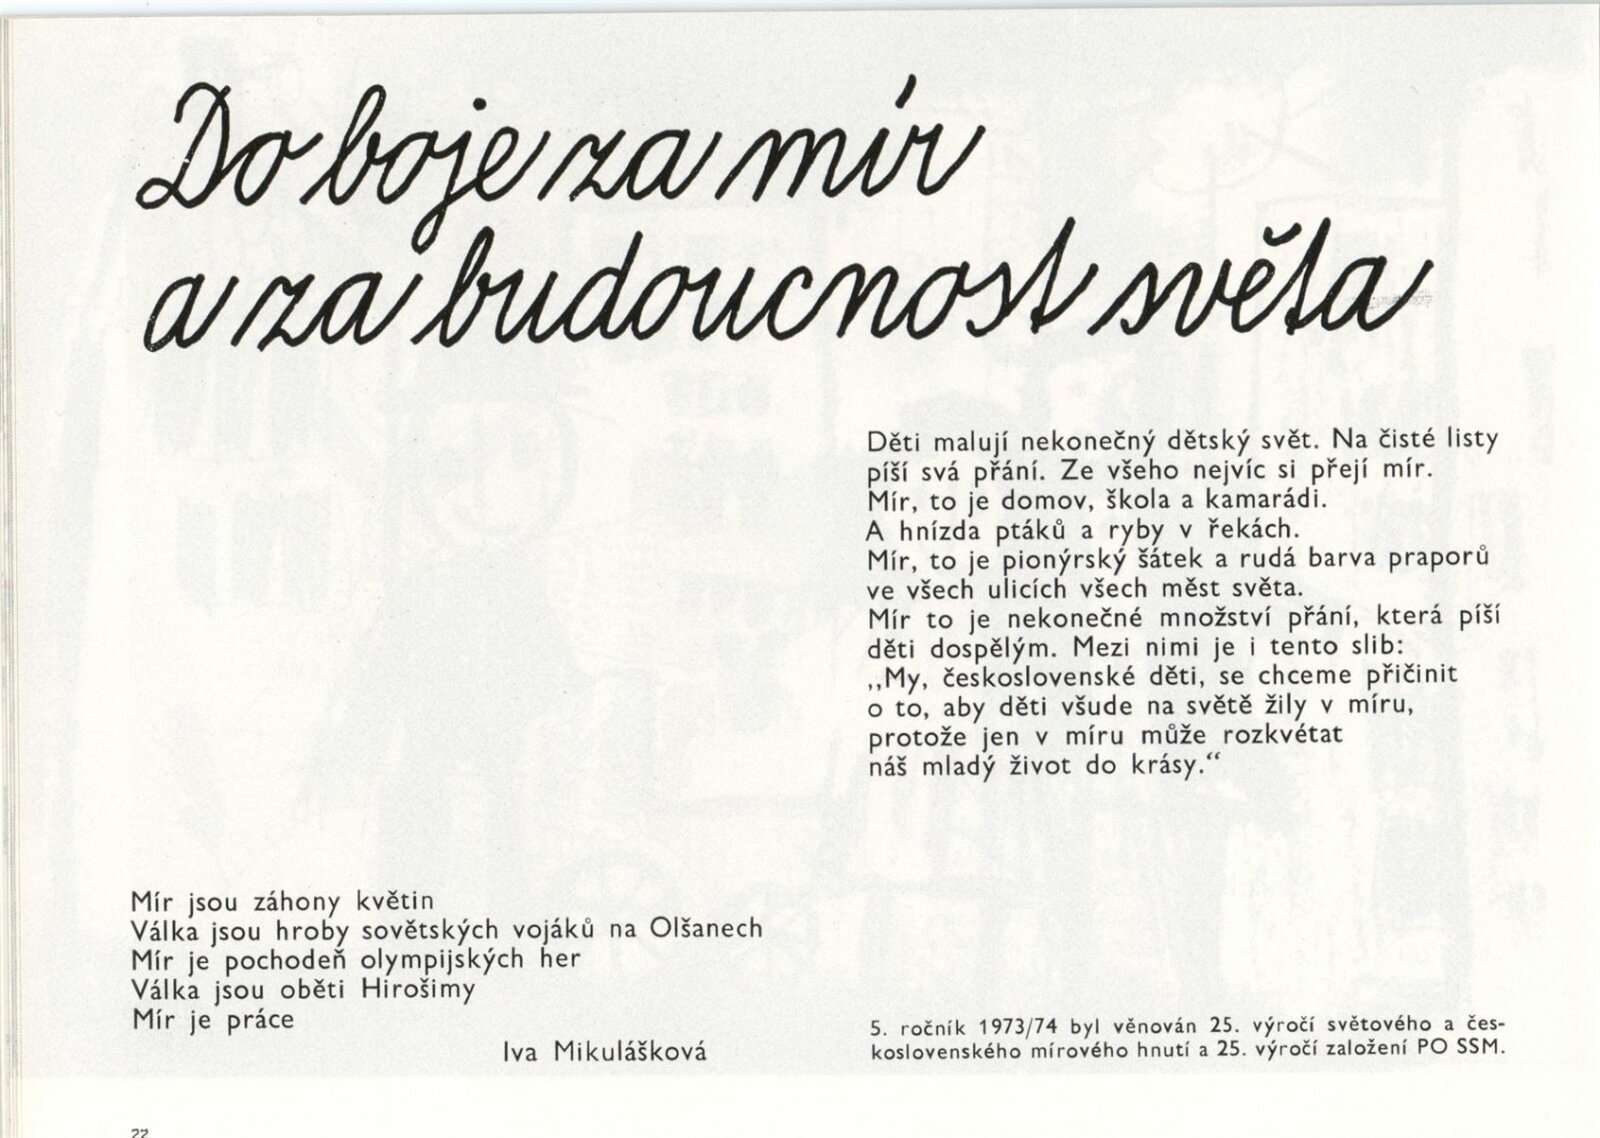 Do boje za mír
a za budoucnost světa
Děti malují nekonečný dětský svět. Na čisté listy
píší svá přání. Ze všeho nejvíc si přejí mír.
Mír, to je domov, škola a kamarádi.
A hnízda ptáků a ryby v řekách.
Mír, to je pionýrský šátek a rudá barva praporů
ve všech ulicích všech měst světa.
Mír to je nekonečné množství přání, která píší
děti dospělým. Mezi nimi je i tento slib:
„My, československé děti, se chceme přičinit
o to, aby děti všude na světě žily v míru,
protože jen v míru může rozkvétat
náš mladý život do krásy.“
Mír jsou záhony květin
Válka jsou hroby sovětských vojáků na Olšanech
Mír je pochodeň olympijských her
Válka jsou oběti Hirošimy
Mír je práce
Iva Mikulášková
5. ročník 1973/74 byl věnován 25. výročí světového a čes-
koslovenského mírového hnutí a 25. výročí založení PO SSM.
22